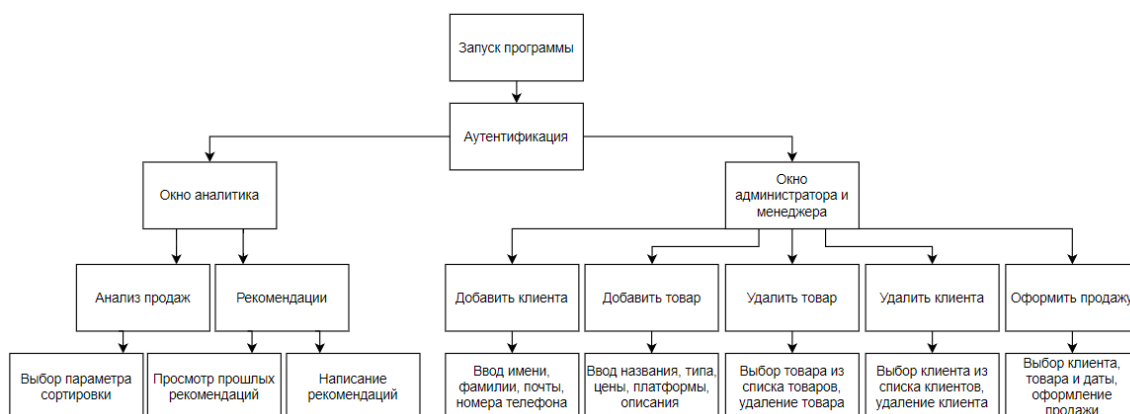 Запуск программы
Аутентификация
Окно аналитика
Окно
администратора и
менеджера
Анализ продаж
Рекомендации
Добавить клиента
Добавить товар
Удалить товар
Удалить клиента
Оформить продажу
Выбор параметра
сортировки
Просмотр прошлых
рекомендаций
Написание
рекомендаций
Ввод имени,
фамилии, почты,
номера телефона
Ввод названия, типа,
цены, платформы,
описания
Выбор товара из
списка товаров,
удаление товара
Выбор клиента из
списка клиентов,
удаление клиента
Выбор клиента,
товара и даты,
оформление
продажи